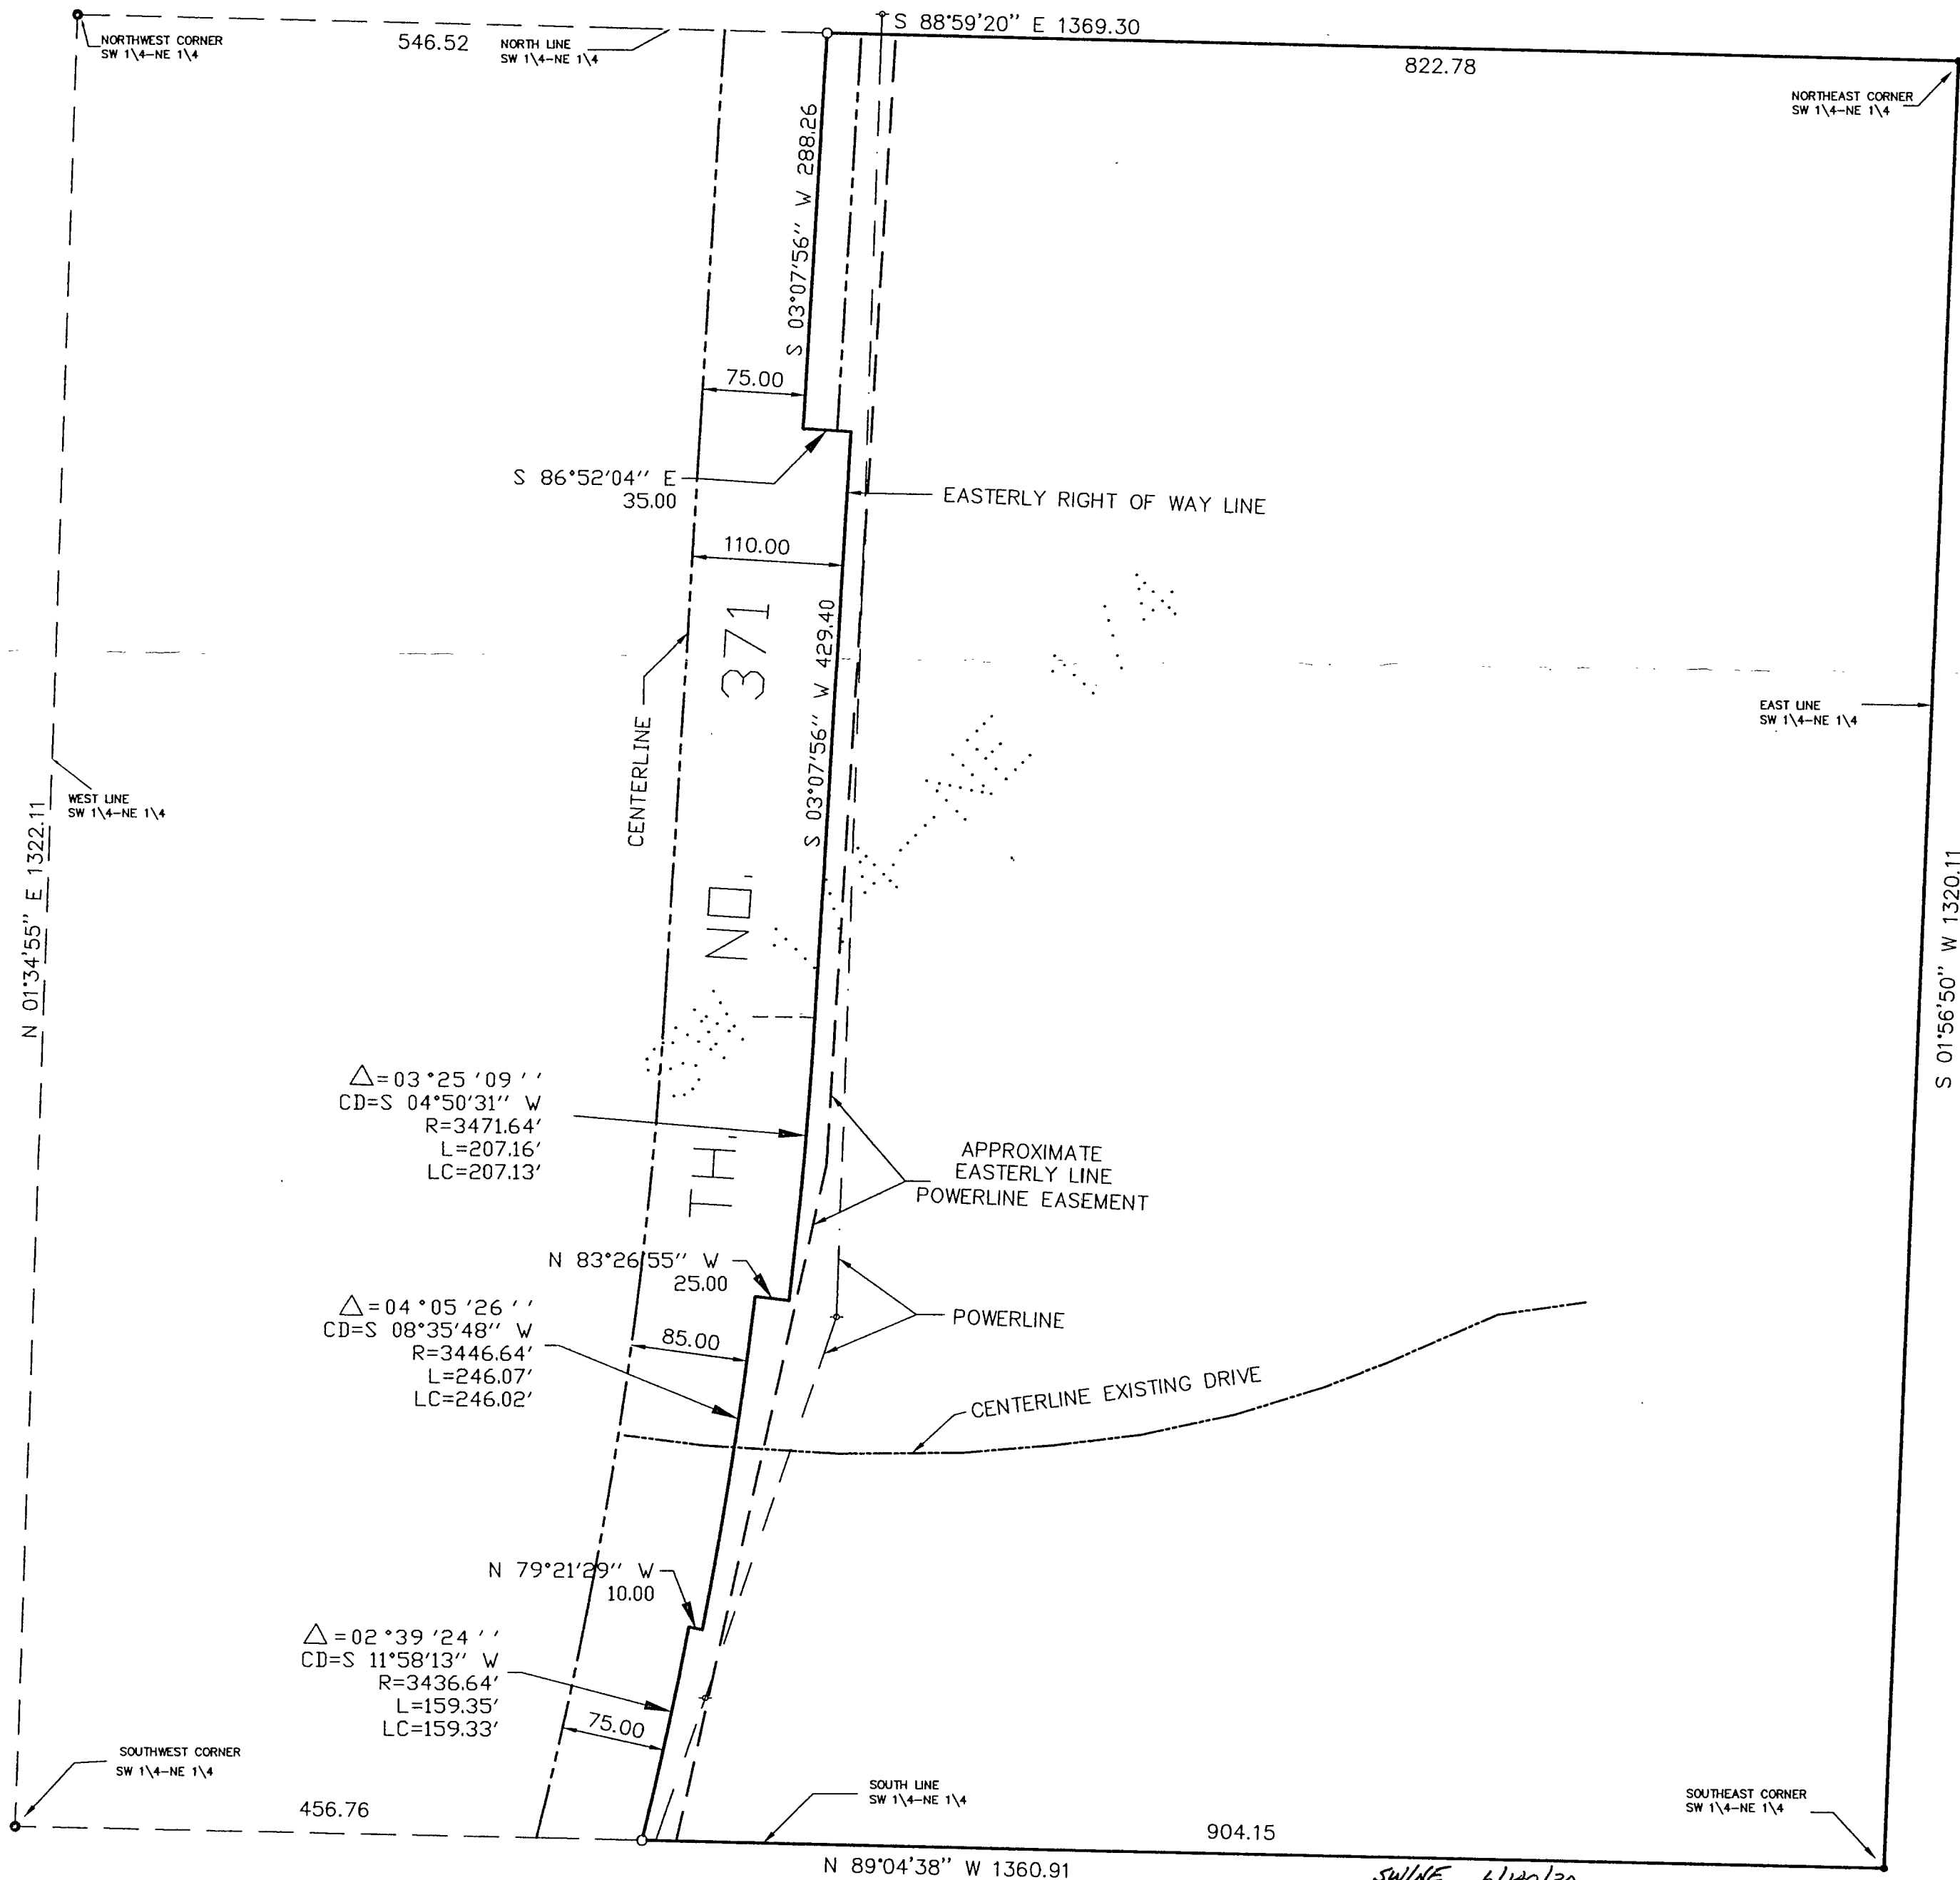 S 88°59'20" E 1369.30
NORTHWEST CORNER
SW 1\4-NE 1\4
546.52
NORTH LINE
SW 1\4-NE 1\4
822.78
NORTHEAST CORNER
SW 1\4-NE 1\4
S 03°07'56" W 288.26
75.00
S 86°52'04" E
35.00
EASTERLY RIGHT OF WAY LINE
110.00
TH. NO. 371
S 03°07'56" W 429.40
SW 1/4-NE 1/4
CENTERLINE
EAST LINE
SW 1\4-NE 1\4
WEST LINE
SW 1\4-NE 1\4
N 01°34'55" E 1322.11
S 01°56'50" W 1320.11
△=03°25'09''
CD=S 04°50'31" W
R=3471.64'
L=207.16'
LC=207.13'
APPROXIMATE
EASTERLY LINE
POWERLINE EASEMENT
N 83°26'55" W
25.00
△=04°05'26''
CD=S 08°35'48" W
R=3446.64'
L=246.07'
LC=246.02'
85.00
POWERLINE
CENTERLINE EXISTING DRIVE
N 79°21'29" W
10.00
△=02°39'24''
CD=S 11°58'13" W
R=3436.64'
L=159.35'
LC=159.33'
75.00
SOUTHWEST CORNER
SW 1\4-NE 1\4
456.76
SOUTH LINE
SW 1\4-NE 1\4
SOUTHEAST CORNER
SW 1\4-NE 1\4
904.15
N 89°04'38" W 1360.91
SW/NE